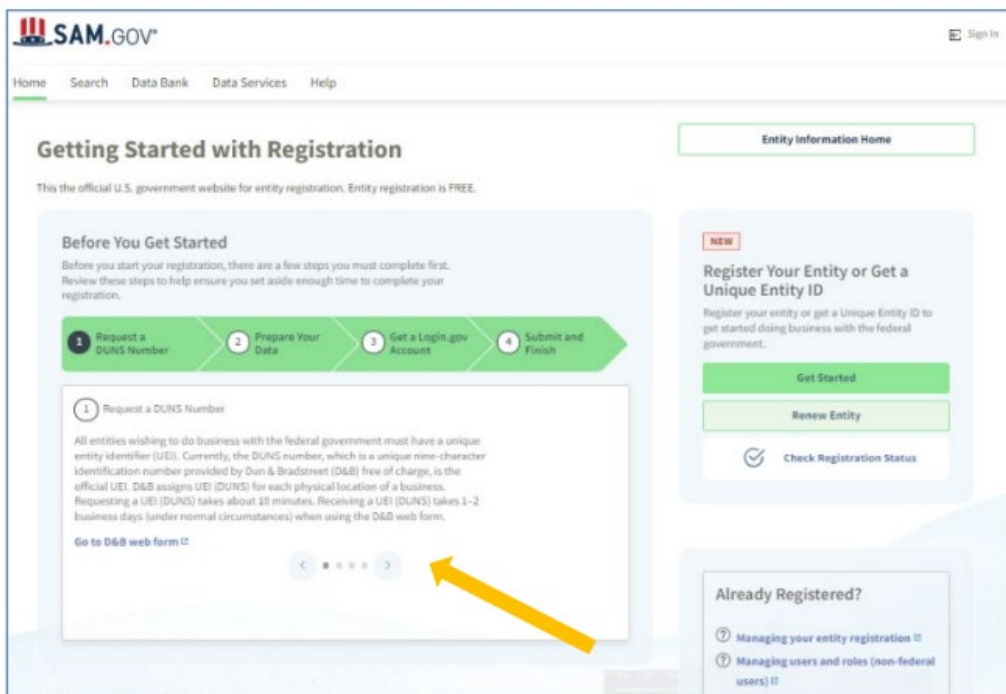 SAM.GOV®
Sign In
Home Search Data Bank Data Services Help
Getting Started with Registration
This the official U.S. government website for entity registration. Entity registration is FREE.
Entity Information Home
Before You Get Started
Before you start your registration, there are a few steps you must complete first.
Review these steps to help ensure you set aside enough time to complete your
registration.
1 Request a
DUNS Number
2 Prepare Your
Data
3 Get a Login.gov
Account
4 Submit and
Finish
1 Request a DUNS Number
All entities wishing to do business with the federal government must have a unique
entity identifier (UEI). Currently, the DUNS number, which is a unique nine-character
identification number provided by Dun & Bradstreet (D&B) free of charge, is the
official UEI. D&B assigns UEI (DUNS) for each physical location of a business.
Requesting a UEI (DUNS) takes about 10 minutes. Receiving a UEI (DUNS) takes 1–2
business days (under normal circumstances) when using the D&B web form.
Go to D&B web form
NEW
Register Your Entity or Get a
Unique Entity ID
Register your entity or get a Unique Entity ID to
get started doing business with the federal
government.
Get Started
Renew Entity
Check Registration Status
Already Registered?
Managing your entity registration
Managing users and roles (non-federal
users)